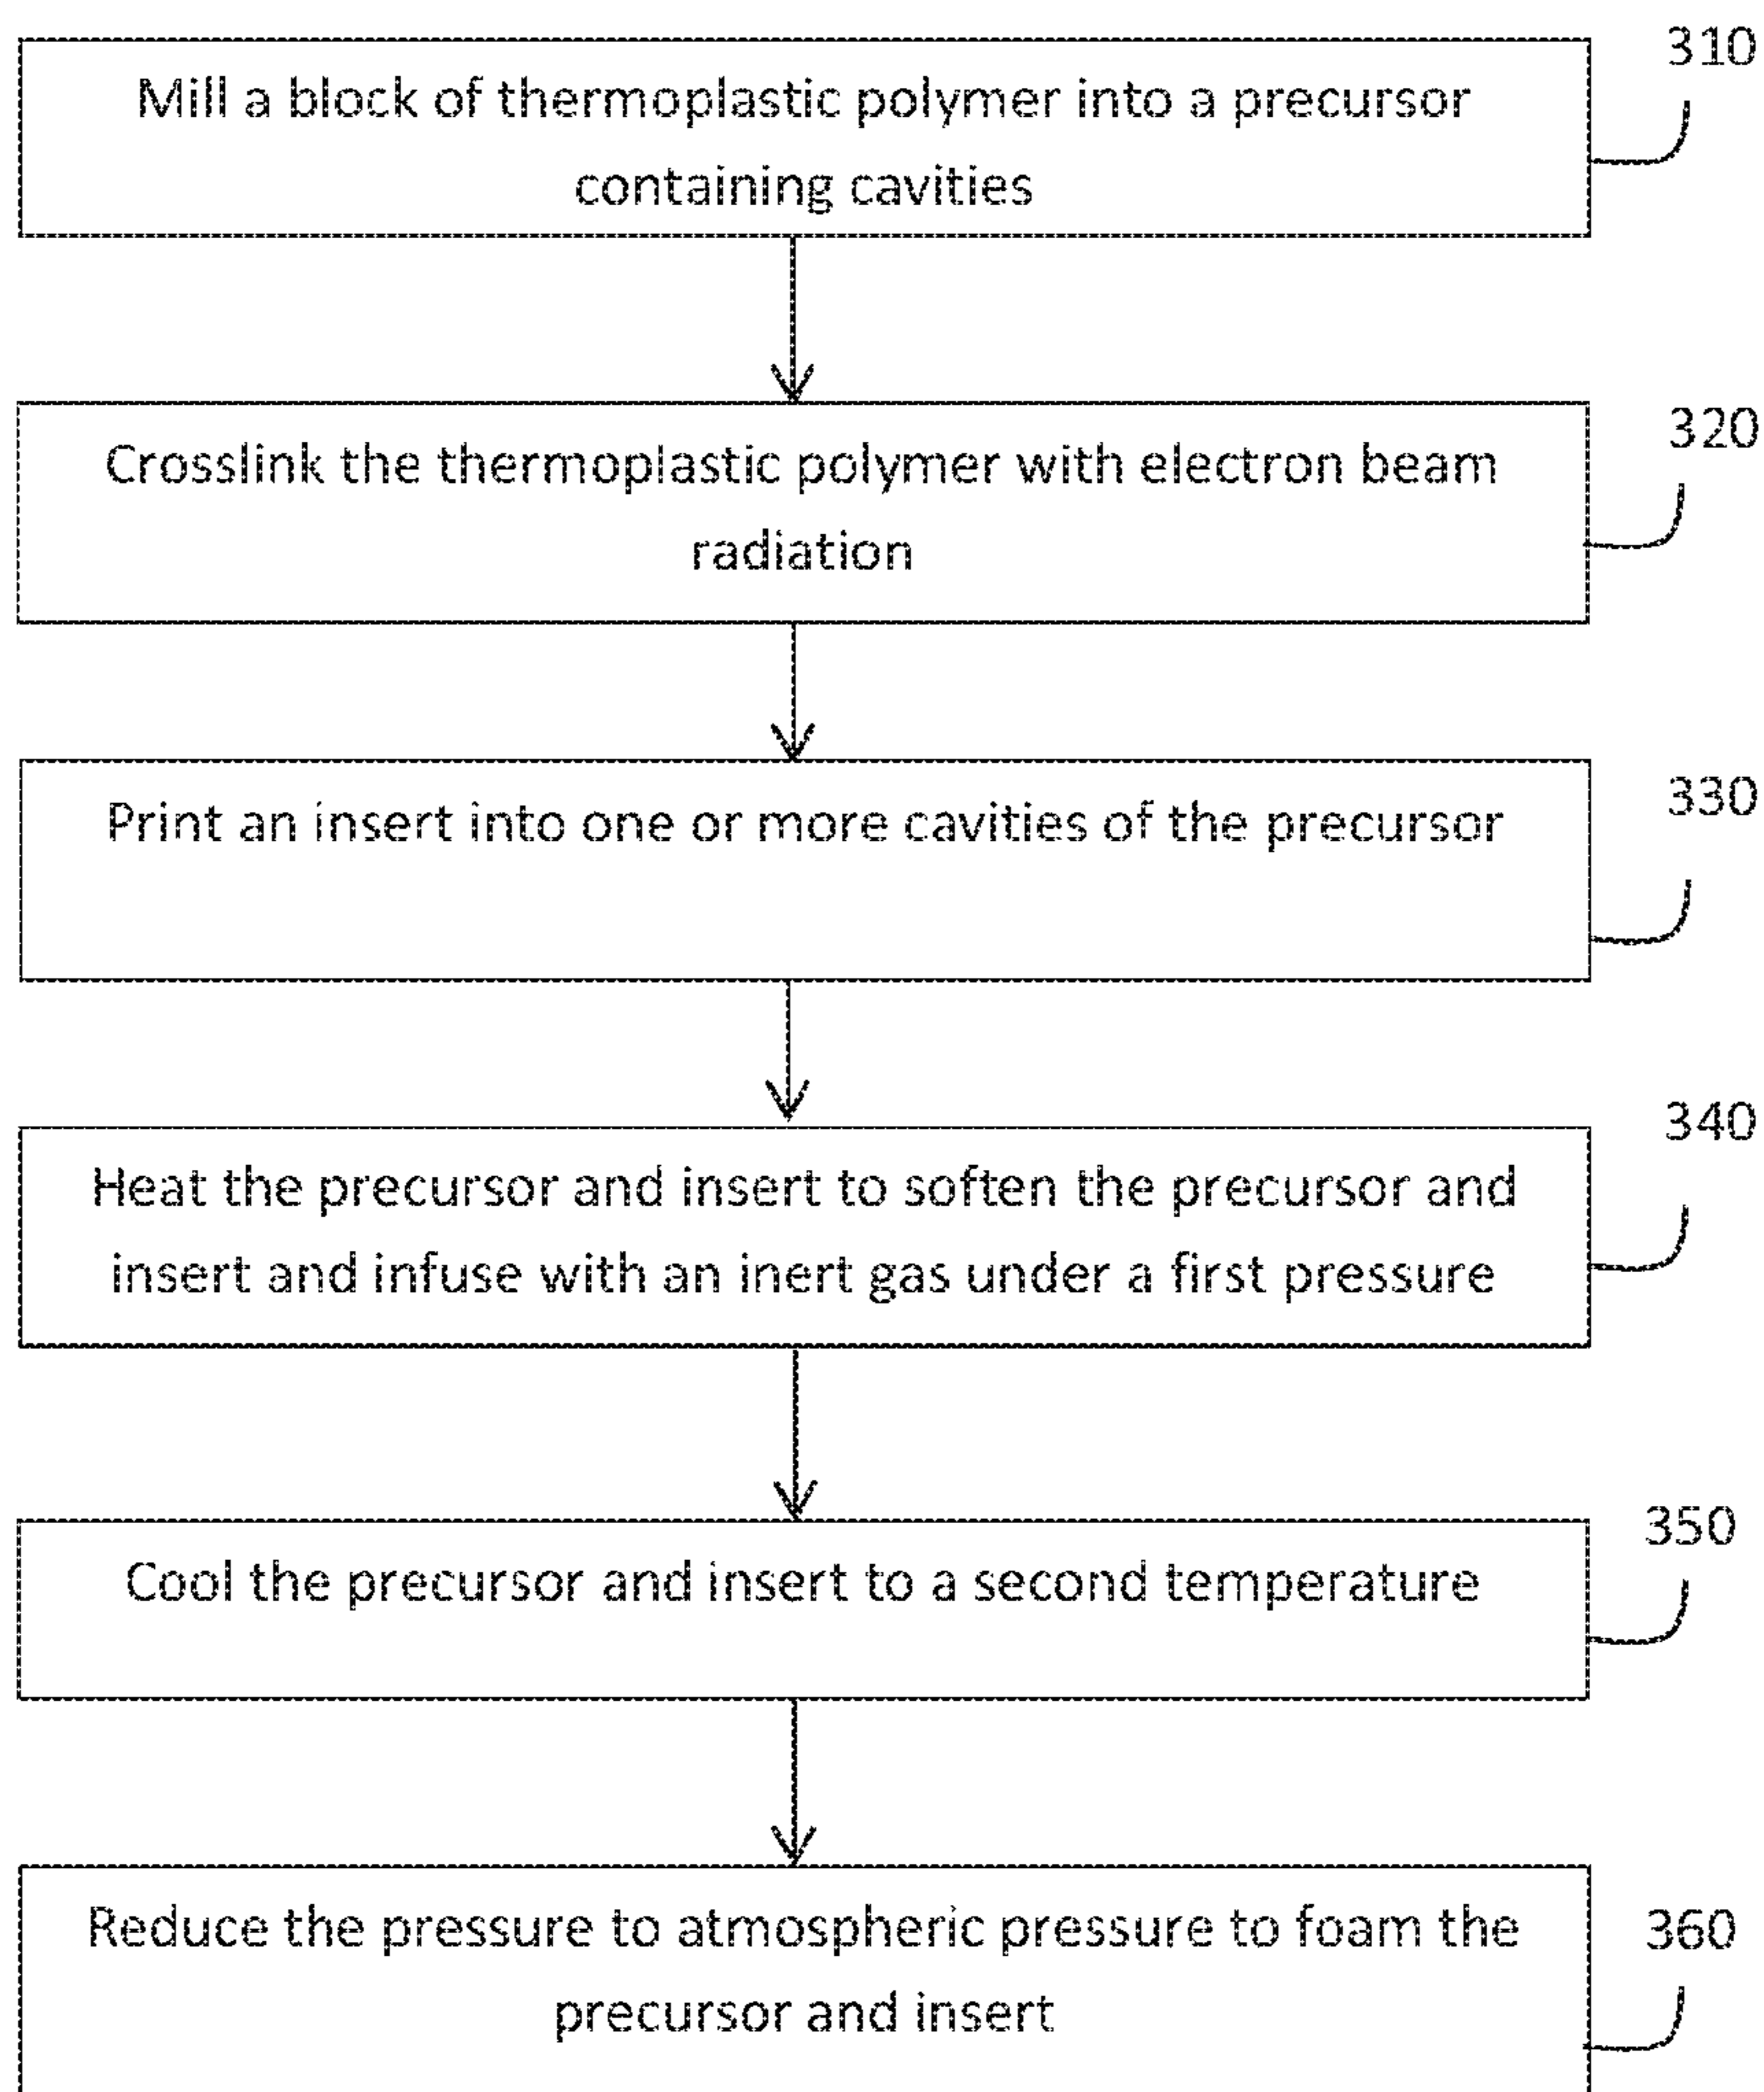 310
Mill a block of thermoplastic polymer into a precursor
containing cavities
320
Crosslink the thermoplastic polymer with electron beam
radiation
330
Print an insert into one or more cavities of the precursor
340
Heat the precursor and insert to soften the precursor and
insert and infuse with an inert gas under a first pressure
350
Cool the precursor and insert to a second temperature
360
Reduce the pressure to atmospheric pressure to foam the
precursor and insert